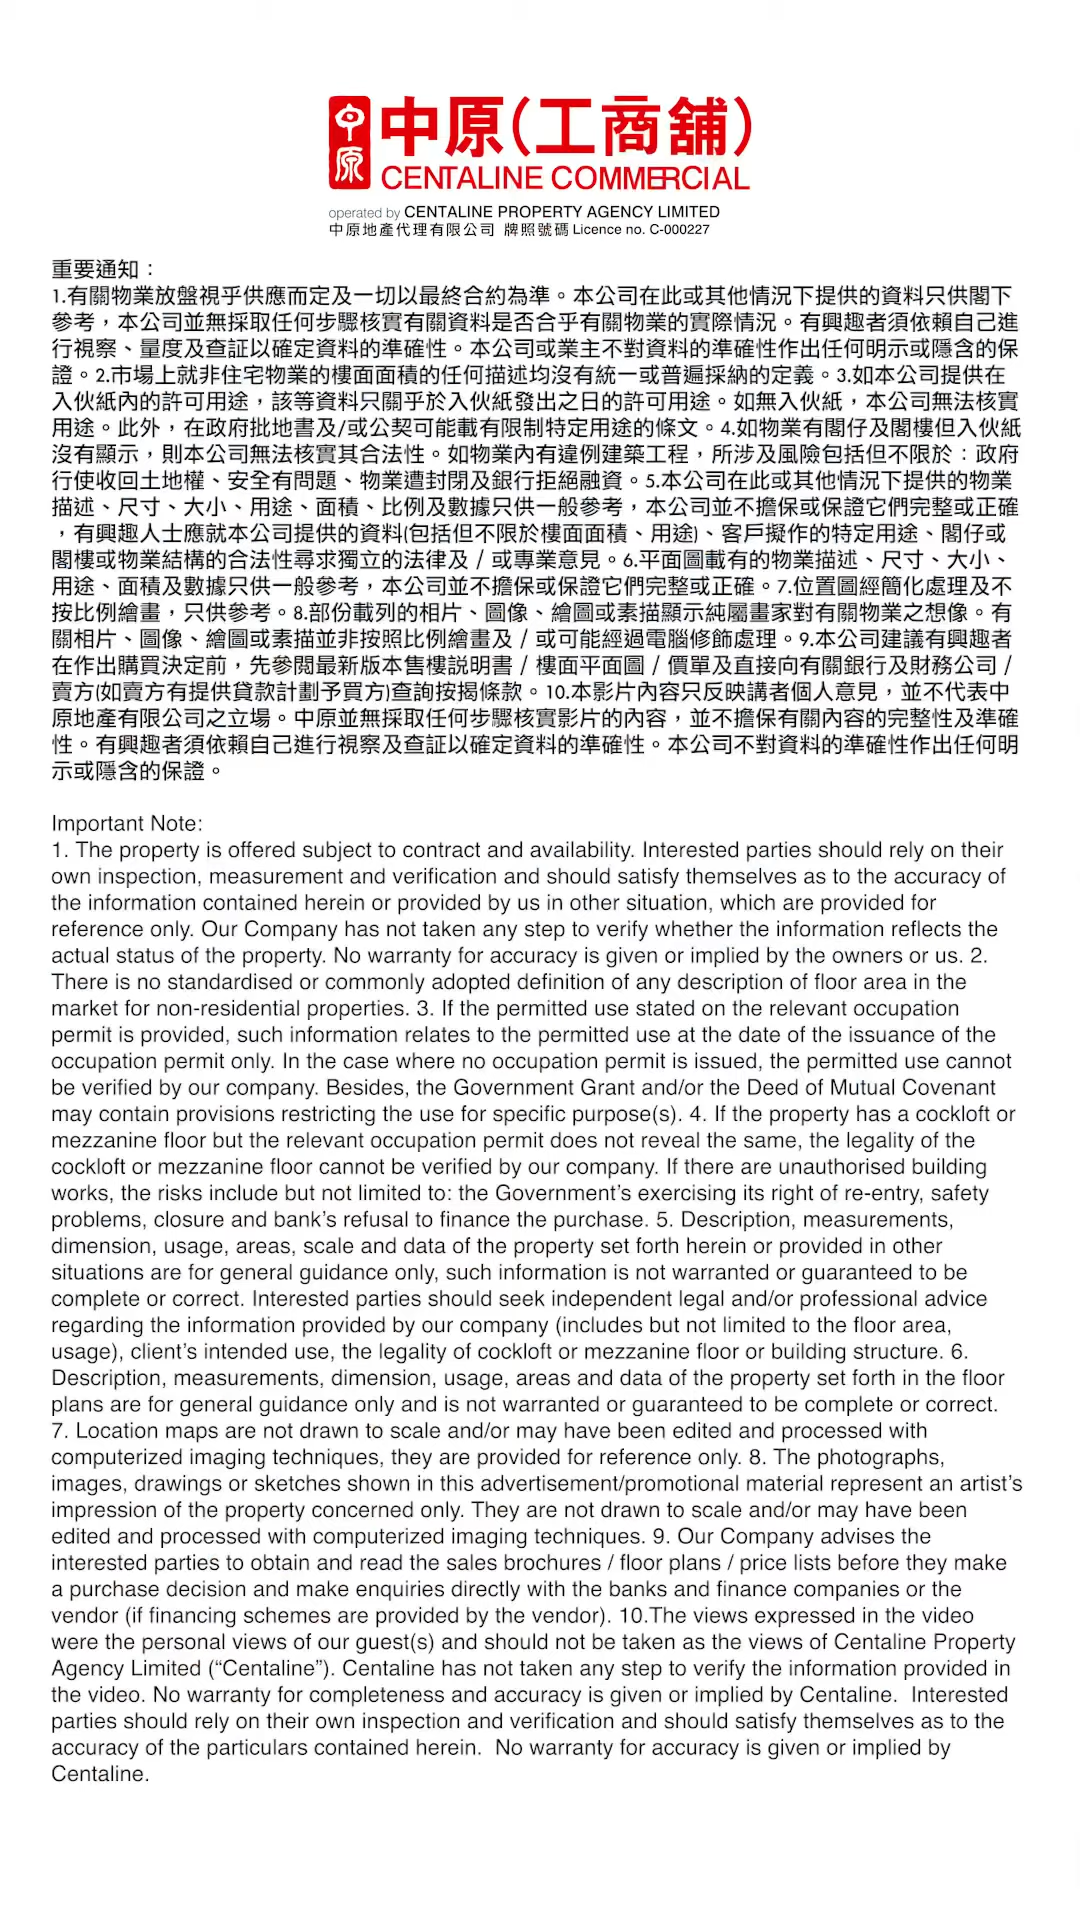 中原
中原(工商舖)
CENTALINE COMMERCIAL
operated by CENTALINE PROPERTY AGENCY LIMITED
中原地產代理有限公司 牌照號碼 Licence no. C-000227
重要通知：
1.有關物業放盤視乎供應而定及一切以最終合約為準。本公司在此或其他情況下提供的資料只供閣下
參考，本公司並無採取任何步驟核實有關資料是否合乎有關物業的實際情況。有興趣者須依賴自己進
行視察、量度及查証以確定資料的準確性。本公司或業主不對資料的準確性作出任何明示或隱含的保
證。2.市場上就非住宅物業的樓面面積的任何描述均沒有統一或普遍採納的定義。3.如本公司提供在
入伙紙內的許可用途，該等資料只關乎於入伙紙發出之日的許可用途。如無入伙紙，本公司無法核實
用途。此外，在政府批地書及/或公契可能載有限制特定用途的條文。4.如物業有閣仔及閣樓但入伙紙
沒有顯示，則本公司無法核實其合法性。如物業內有違例建築工程，所涉及風險包括但不限於：政府
行使收回土地權、安全有問題、物業遭封閉及銀行拒絕融資。5.本公司在此或其他情況下提供的物業
描述、尺寸、大小、用途、面積、比例及數據只供一般參考，本公司並不擔保或保證它們完整或正確
，有興趣人士應就本公司提供的資料(包括但不限於樓面面積、用途)、客戶擬作的特定用途、閣仔或
閣樓或物業結構的合法性尋求獨立的法律及 / 或專業意見。6.平面圖載有的物業描述、尺寸、大小、
用途、面積及數據只供一般參考，本公司並不擔保或保證它們完整或正確。7.位置圖經簡化處理及不
按比例繪畫，只供參考。8.部份載列的相片、圖像、繪圖或素描顯示純屬畫家對有關物業之想像。有
關相片、圖像、繪圖或素描並非按照比例繪畫及 / 或可能經過電腦修飾處理。9.本公司建議有興趣者
在作出購買決定前，先參閱最新版本售樓説明書 / 樓面平面圖 / 價單及直接向有關銀行及財務公司 /
賣方(如賣方有提供貸款計劃予買方)查詢按揭條款。10.本影片內容只反映講者個人意見，並不代表中
原地產有限公司之立場。中原並無採取任何步驟核實影片的內容，並不擔保有關內容的完整性及準確
性。有興趣者須依賴自己進行視察及查証以確定資料的準確性。本公司不對資料的準確性作出任何明
示或隱含的保證。
Important Note:
1. The property is offered subject to contract and availability. Interested parties should rely on their
own inspection, measurement and verification and should satisfy themselves as to the accuracy of
the information contained herein or provided by us in other situation, which are provided for
reference only. Our Company has not taken any step to verify whether the information reflects the
actual status of the property. No warranty for accuracy is given or implied by the owners or us. 2.
There is no standardised or commonly adopted definition of any description of floor area in the
market for non-residential properties. 3. If the permitted use stated on the relevant occupation
permit is provided, such information relates to the permitted use at the date of the issuance of the
occupation permit only. In the case where no occupation permit is issued, the permitted use cannot
be verified by our company. Besides, the Government Grant and/or the Deed of Mutual Covenant
may contain provisions restricting the use for specific purpose(s). 4. If the property has a cockloft or
mezzanine floor but the relevant occupation permit does not reveal the same, the legality of the
cockloft or mezzanine floor cannot be verified by our company. If there are unauthorised building
works, the risks include but not limited to: the Government’s exercising its right of re-entry, safety
problems, closure and bank’s refusal to finance the purchase. 5. Description, measurements,
dimension, usage, areas, scale and data of the property set forth herein or provided in other
situations are for general guidance only, such information is not warranted or guaranteed to be
complete or correct. Interested parties should seek independent legal and/or professional advice
regarding the information provided by our company (includes but not limited to the floor area,
usage), client’s intended use, the legality of cockloft or mezzanine floor or building structure. 6.
Description, measurements, dimension, usage, areas and data of the property set forth in the floor
plans are for general guidance only and is not warranted or guaranteed to be complete or correct.
7. Location maps are not drawn to scale and/or may have been edited and processed with
computerized imaging techniques, they are provided for reference only. 8. The photographs,
images, drawings or sketches shown in this advertisement/promotional material represent an artist’s
impression of the property concerned only. They are not drawn to scale and/or may have been
edited and processed with computerized imaging techniques. 9. Our Company advises the
interested parties to obtain and read the sales brochures / floor plans / price lists before they make
a purchase decision and make enquiries directly with the banks and finance companies or the
vendor (if financing schemes are provided by the vendor). 10.The views expressed in the video
were the personal views of our guest(s) and should not be taken as the views of Centaline Property
Agency Limited (“Centaline”). Centaline has not taken any step to verify the information provided in
the video. No warranty for completeness and accuracy is given or implied by Centaline.  Interested
parties should rely on their own inspection and verification and should satisfy themselves as to the
accuracy of the particulars contained herein.  No warranty for accuracy is given or implied by
Centaline.